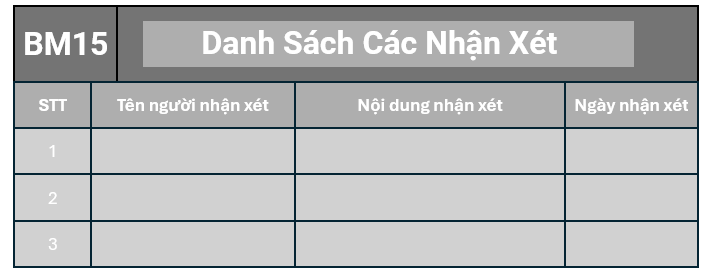 BM15 Danh Sách Các Nhận Xét
STT Tên người nhận xét Nội dung nhận xét Ngày nhận xét
1
2
3